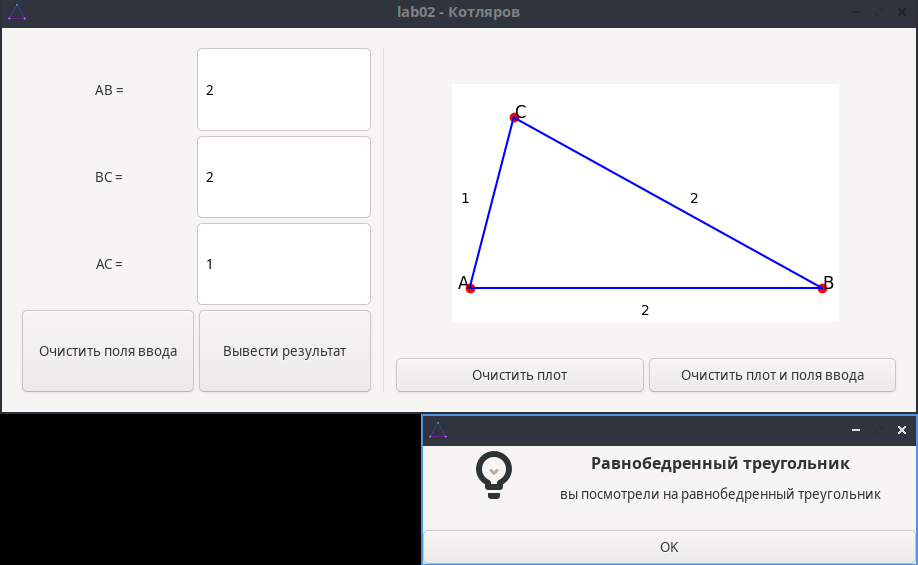 lab02 - Котляров
AB =
2
BC =
2
AC =
1
Очистить поля ввода
Вывести результат
C
1
2
A
B
2
Очистить плот
Очистить плот и поля ввода
Равнобедренный треугольник
вы посмотрели на равнобедренный треугольник
OK